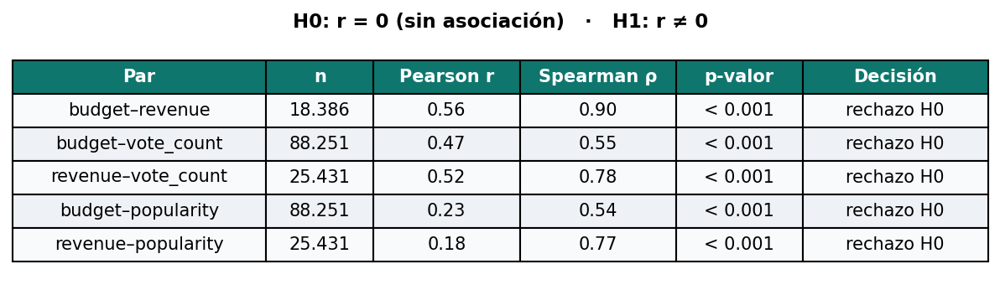 H0: r = 0 (sin asociación) · H1: r ≠ 0
Par n Pearson r Spearman ρ p-valor Decisión
budget–revenue 18.386 0.56 0.90 < 0.001 rechazo H0
budget–vote_count 88.251 0.47 0.55 < 0.001 rechazo H0
revenue–vote_count 25.431 0.52 0.78 < 0.001 rechazo H0
budget–popularity 88.251 0.23 0.54 < 0.001 rechazo H0
revenue–popularity 25.431 0.18 0.77 < 0.001 rechazo H0